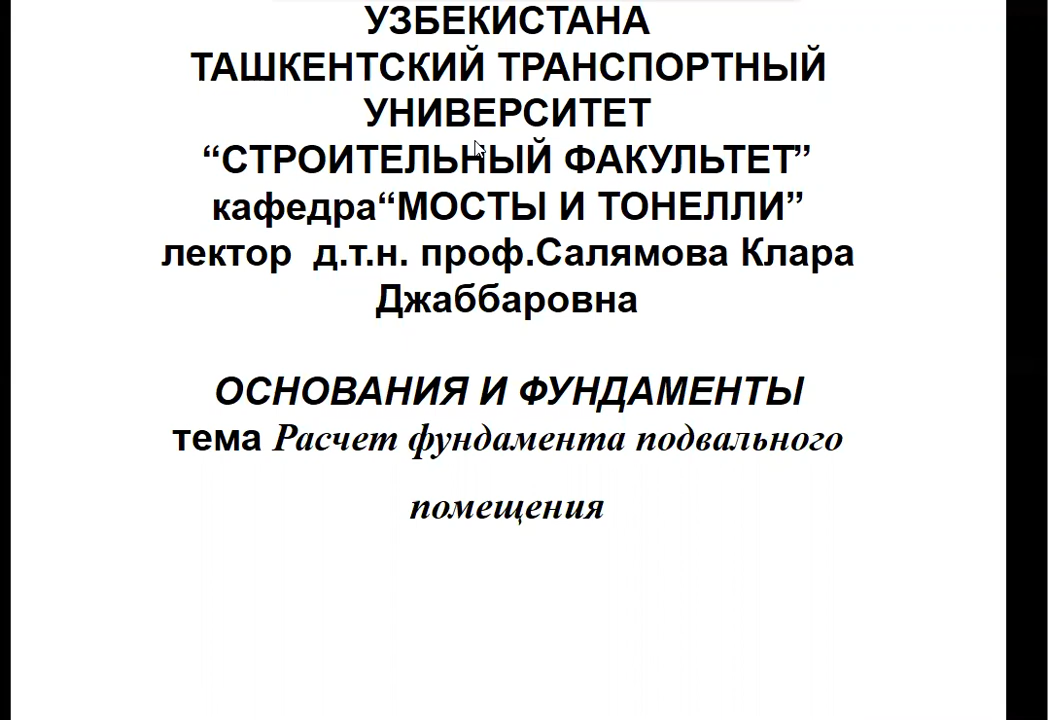 УЗБЕКИСТАНА
ТАШКЕНТСКИЙ ТРАНСПОРТНЫЙ
УНИВЕРСИТЕТ
“СТРОИТЕЛЬНЫЙ ФАКУЛЬТЕТ”
кафедра“МОСТЫ И ТОНЕЛЛИ”
лектор  д.т.н. проф.Салямова Клара
Джаббаровна
ОСНОВАНИЯ И ФУНДАМЕНТЫ
тема Расчет фундамента подвального
помещения